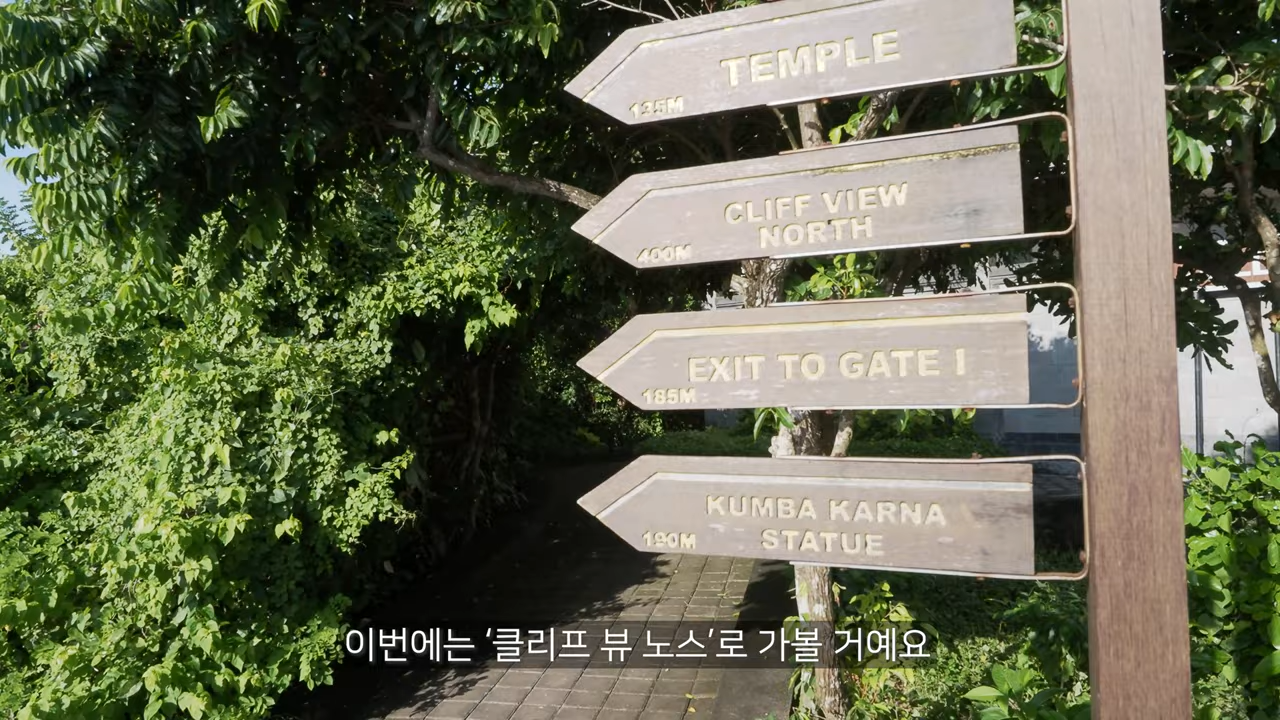 TEMPLE
135M
CLIFF VIEW
NORTH
400M
EXIT TO GATE I
185M
KUMBA KARNA
STATUE
190M
이번에는 ‘클리프 뷰 노스’로 가볼 거예요